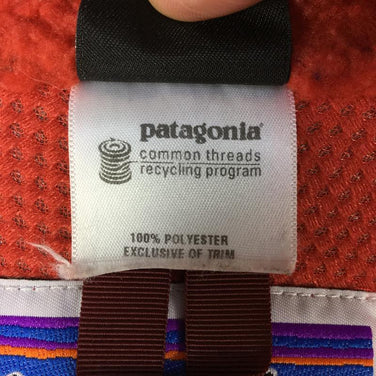 patagonia®
common threads
recycling program
100% POLYESTER
EXCLUSIVE OF TRIM